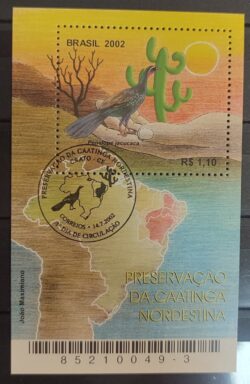 BRASIL 2002
Penelope jacucaca
R$ 1,10
PRESERVAÇÃO DA CAATINGA NORDESTINA
CRATO - CE
CORREIOS - 14.7.2002
1º DIA DE CIRCULAÇÃO
PRESERVAÇÃO
DA CAATINGA
NORDESTINA
João Maximiano
85210049-3